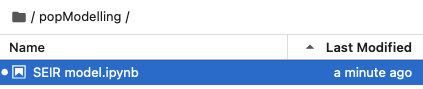 / popModelling /
Name Last Modified
SEIR model.ipynb a minute ago